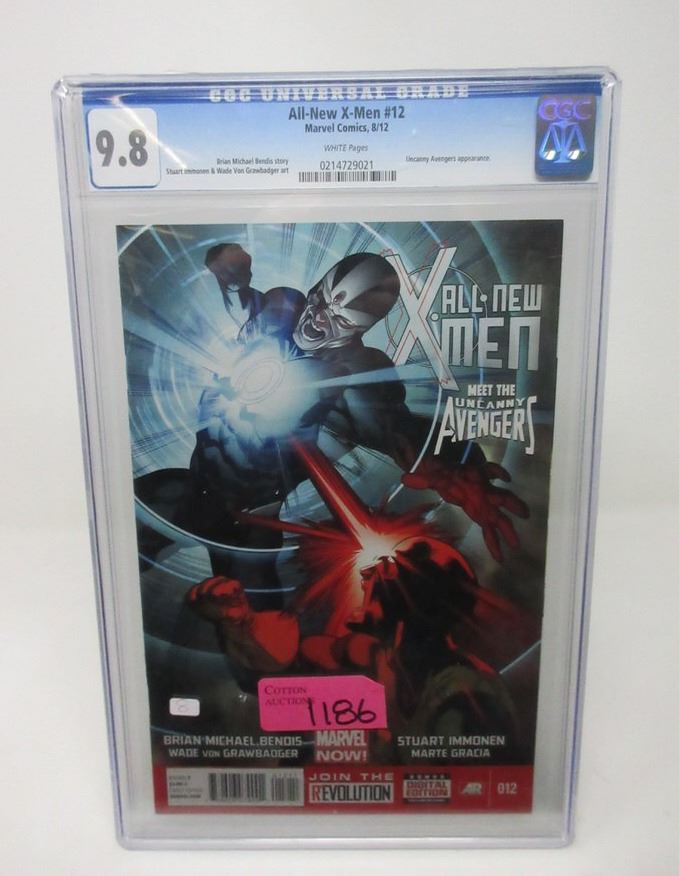 CGC UNIVERSAL GRADE
9.8
All-New X-Men #12
Marvel Comics, 8/12
WHITE Pages
Brian Michael Bendis story
Stuart Immonen & Wade Von Grawbadger art
0214729021
Uncanny Avengers appearance.
CGC
ALL-NEW
X-MEN
MEET THE
UNCANNY
AVENGERS
8
COTTON
AUCTIONS
1186
BRIAN MICHAEL BENDIS
WADE VON GRAWBADGER
MARVEL
NOW!
STUART IMMONEN
MARTE GRACIA
JOIN THE
REVOLUTION
DIGITAL
EDITION
AR
012